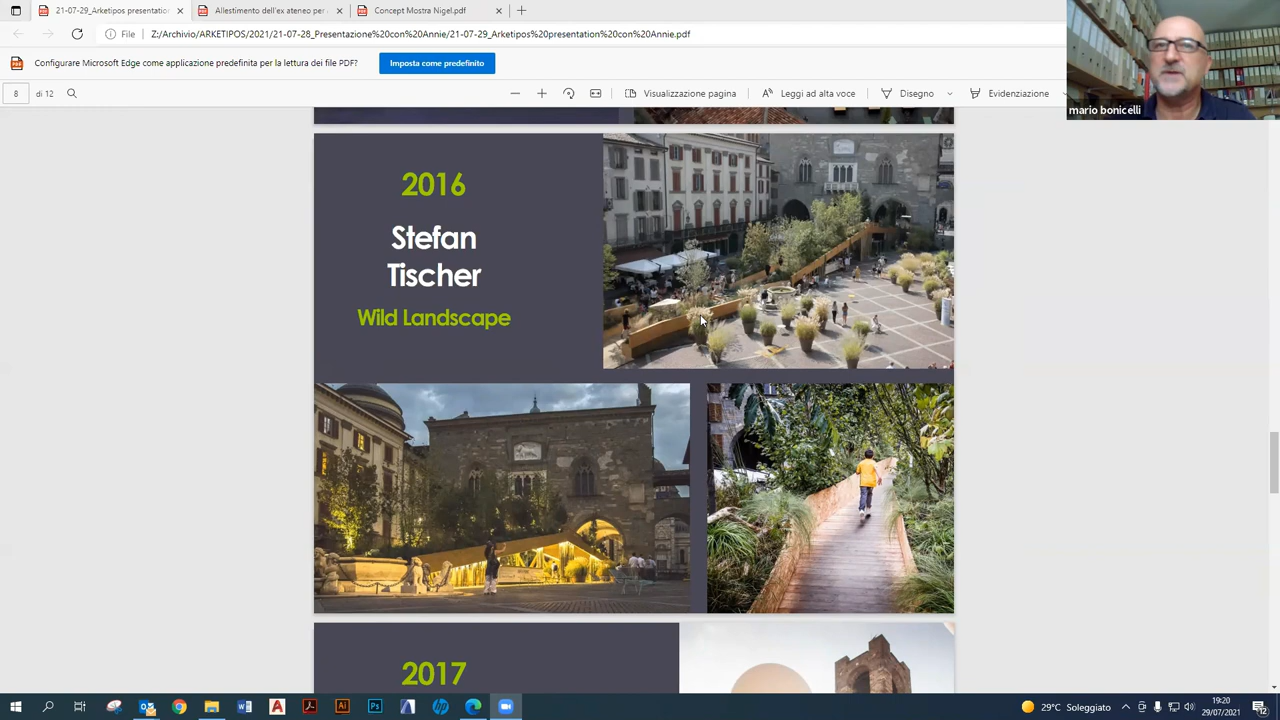 21-07-29_Arketipos presentation
Allestimento dell'ex ateneo per
Concept Mostra Nigel.pdf
File
Z:/Archivio/ARKETIPOS/2021/21-07-28_Presentazione%20con%20Annie/21-07-29_Arketipos%20presentation%20con%20Annie.pdf
Configurare Microsoft Edge come applicazione predefinita per la lettura dei file PDF?
Imposta come predefinito
8
di 12
Visualizzazione pagina
Leggi ad alta voce
Disegno
Evidenziazione
mario bonicelli
2016
Stefan
Tischer
Wild Landscape
2017
29°C Soleggiato
19:20
29/07/2021
12